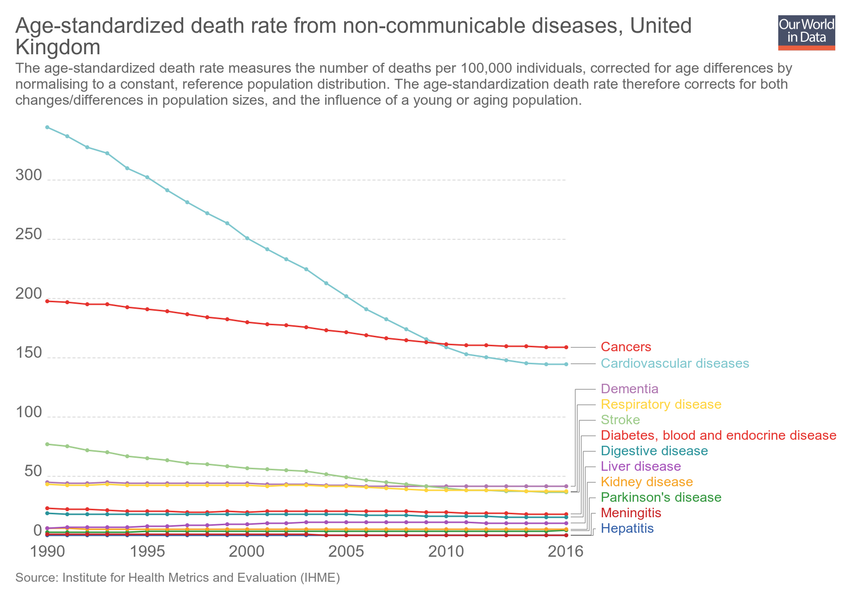 Age-standardized death rate from non-communicable diseases, United
Kingdom
Our World
in Data
The age-standardized death rate measures the number of deaths per 100,000 individuals, corrected for age differences by
normalising to a constant, reference population distribution. The age-standardization death rate therefore corrects for both
changes/differences in population sizes, and the influence of a young or aging population.
300
250
200
150
100
50
0
1990 1995 2000 2005 2010 2016
Cancers
Cardiovascular diseases
Dementia
Respiratory disease
Stroke
Diabetes, blood and endocrine disease
Digestive disease
Liver disease
Kidney disease
Parkinson's disease
Meningitis
Hepatitis
Source: Institute for Health Metrics and Evaluation (IHME)